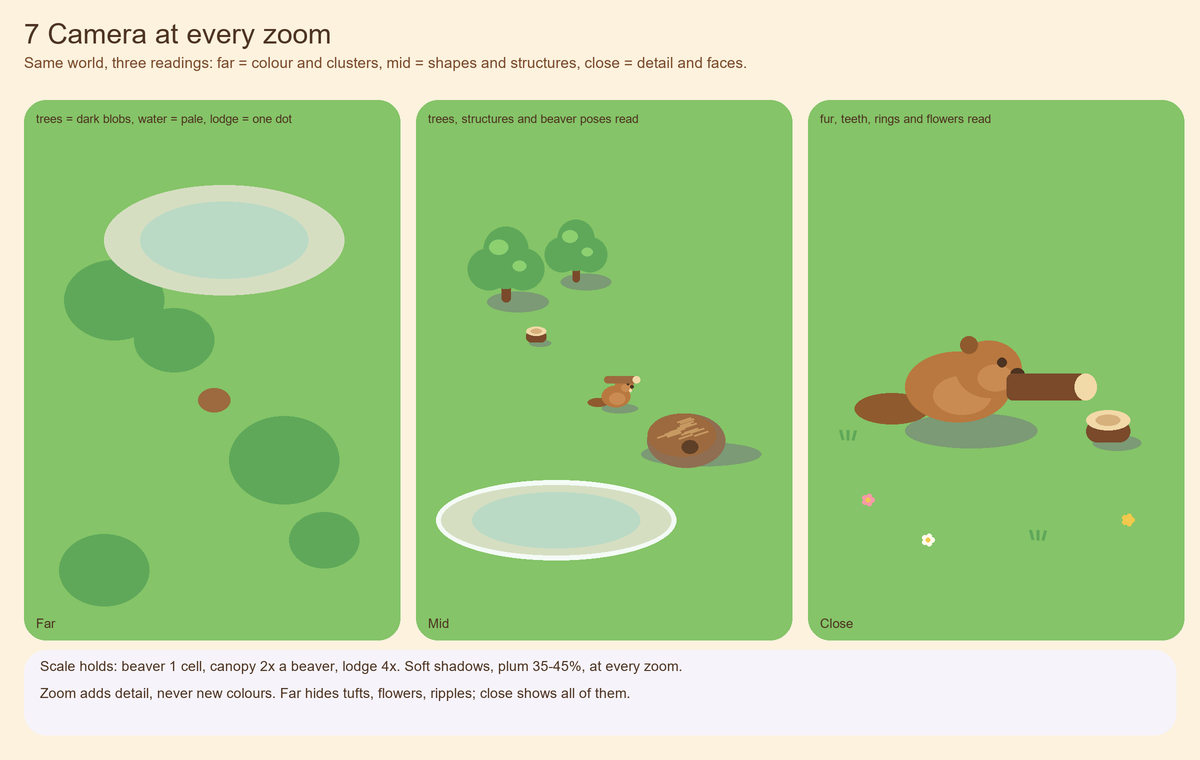 7 Camera at every zoom
Same world, three readings: far = colour and clusters, mid = shapes and structures, close = detail and faces.
trees = dark blobs, water = pale, lodge = one dot
trees, structures and beaver poses read
fur, teeth, rings and flowers read
Far
Mid
Close
Scale holds: beaver 1 cell, canopy 2x a beaver, lodge 4x. Soft shadows, plum 35-45%, at every zoom.
Zoom adds detail, never new colours. Far hides tufts, flowers, ripples; close shows all of them.